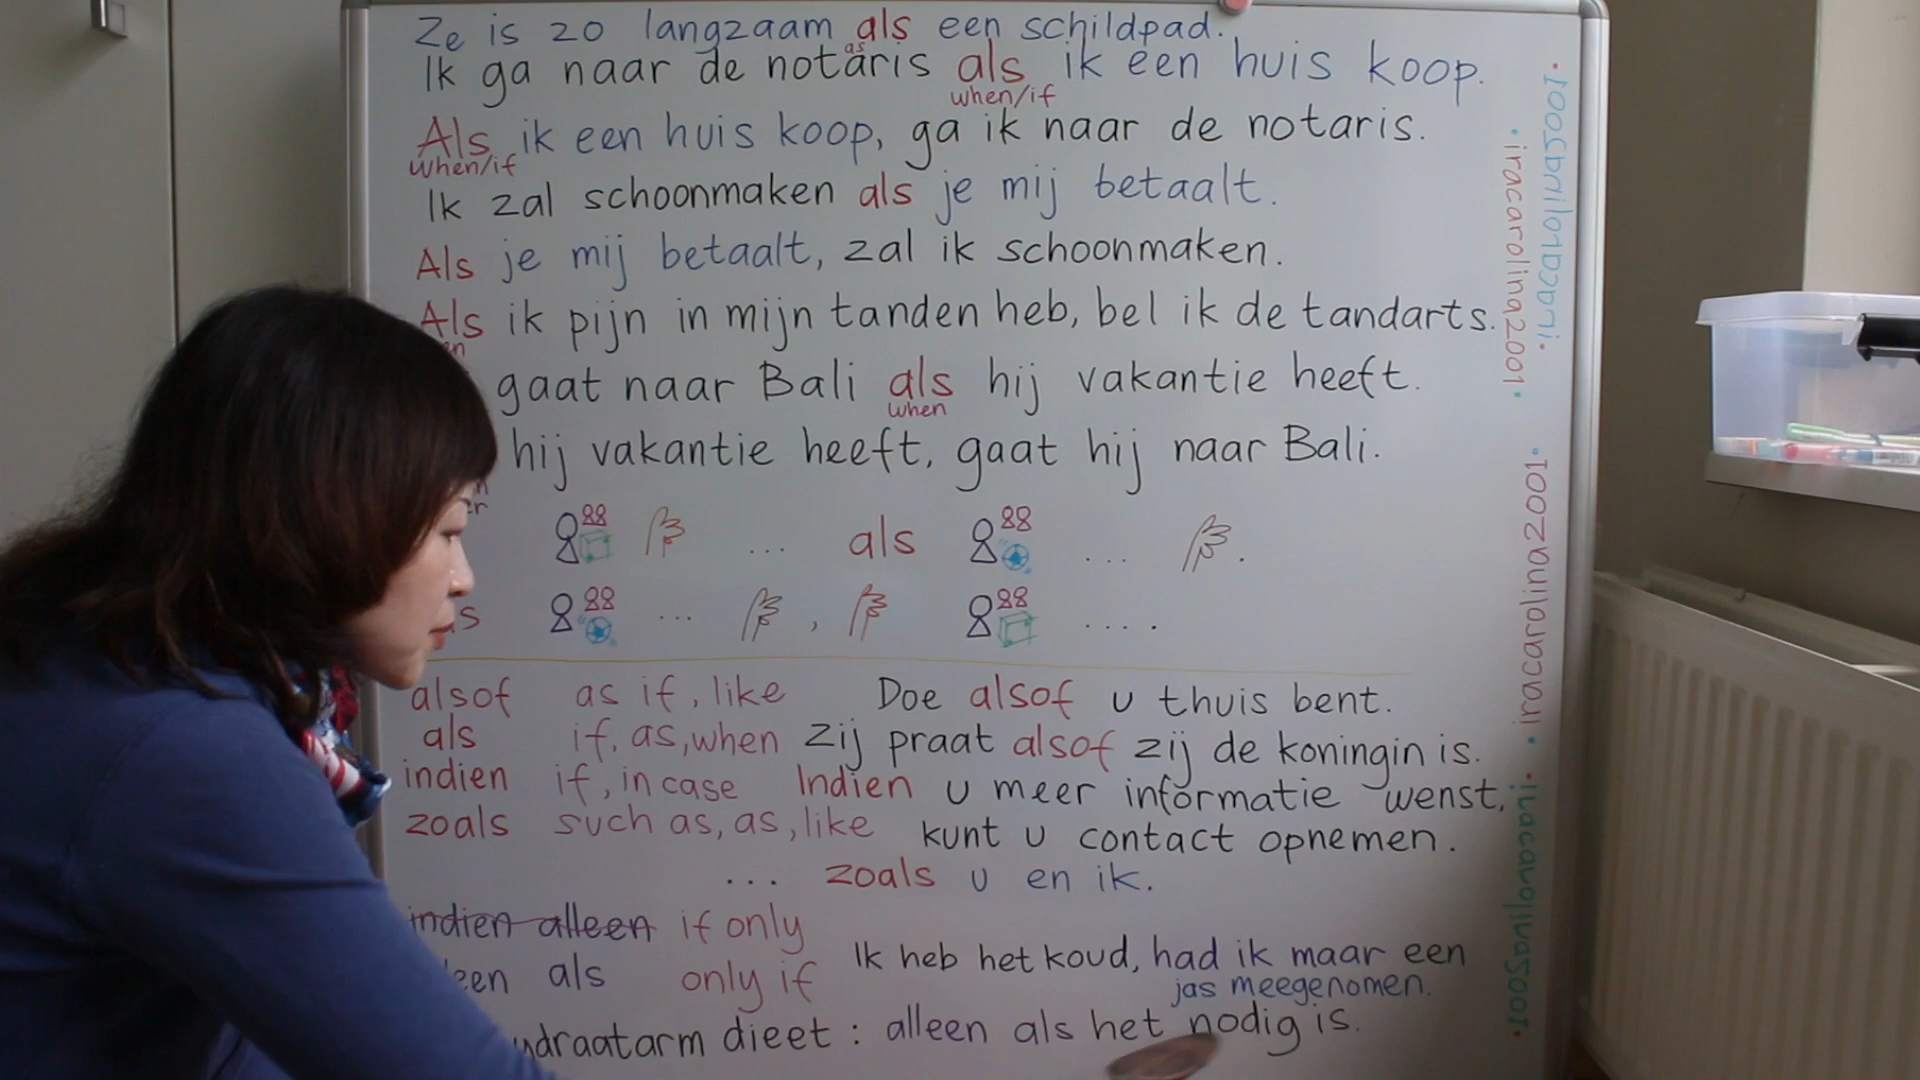 Ze is zo langzaam als een schildpad.
as
Ik ga naar de notaris als ik een huis koop.
when/if
Als ik een huis koop, ga ik naar de notaris.
when/if
Ik zal schoonmaken als je mij betaalt.
Als je mij betaalt, zal ik schoonmaken.
Als ik pijn in mijn tanden heb, bel ik de tandarts.
gaat naar Bali als hij vakantie heeft.
when
hij vakantie heeft, gaat hij naar Bali.
... als ... .
... , ... .
alsof as if, like Doe alsof u thuis bent.
als if, as, when Zij praat alsof zij de koningin is.
indien if, in case Indien u meer informatie wenst,
zoals such as, as, like kunt u contact opnemen.
... zoals u en ik.
indien alleen if only
Ik heb het koud, had ik maar een
als only if
jas meegenomen.
dieet : alleen als het nodig is.
iracarolina2001
iracarolina2001
iracarolina2001
iracarolina2001